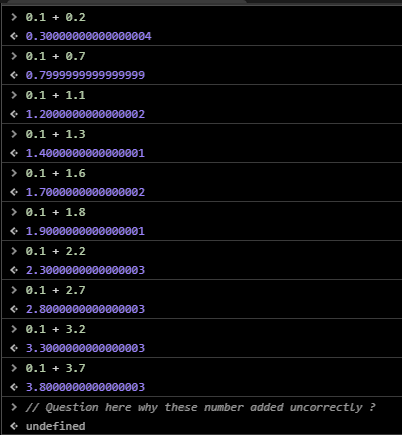 > 0.1 + 0.2
< 0.30000000000000004
> 0.1 + 0.7
< 0.7999999999999999
> 0.1 + 1.1
< 1.2000000000000002
> 0.1 + 1.3
< 1.4000000000000001
> 0.1 + 1.6
< 1.7000000000000002
> 0.1 + 1.8
< 1.9000000000000001
> 0.1 + 2.2
< 2.3000000000000003
> 0.1 + 2.7
< 2.8000000000000003
> 0.1 + 3.2
< 3.3000000000000003
> 0.1 + 3.7
< 3.8000000000000003
> // Question here why these number added uncorrectly ?
< undefined